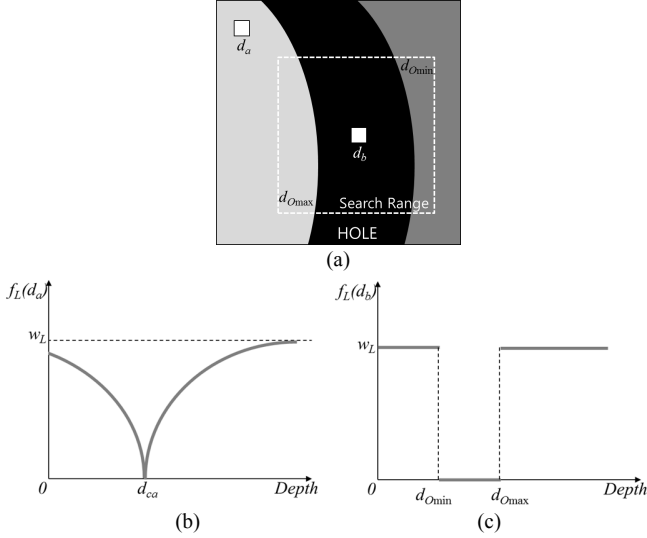 d_a
d_Omin
d_b
d_Omax
Search Range
HOLE
(a)
f_L(d_a)
w_L
0
d_ca
Depth
(b)
f_L(d_b)
w_L
0
d_Omin
d_Omax
Depth
(c)